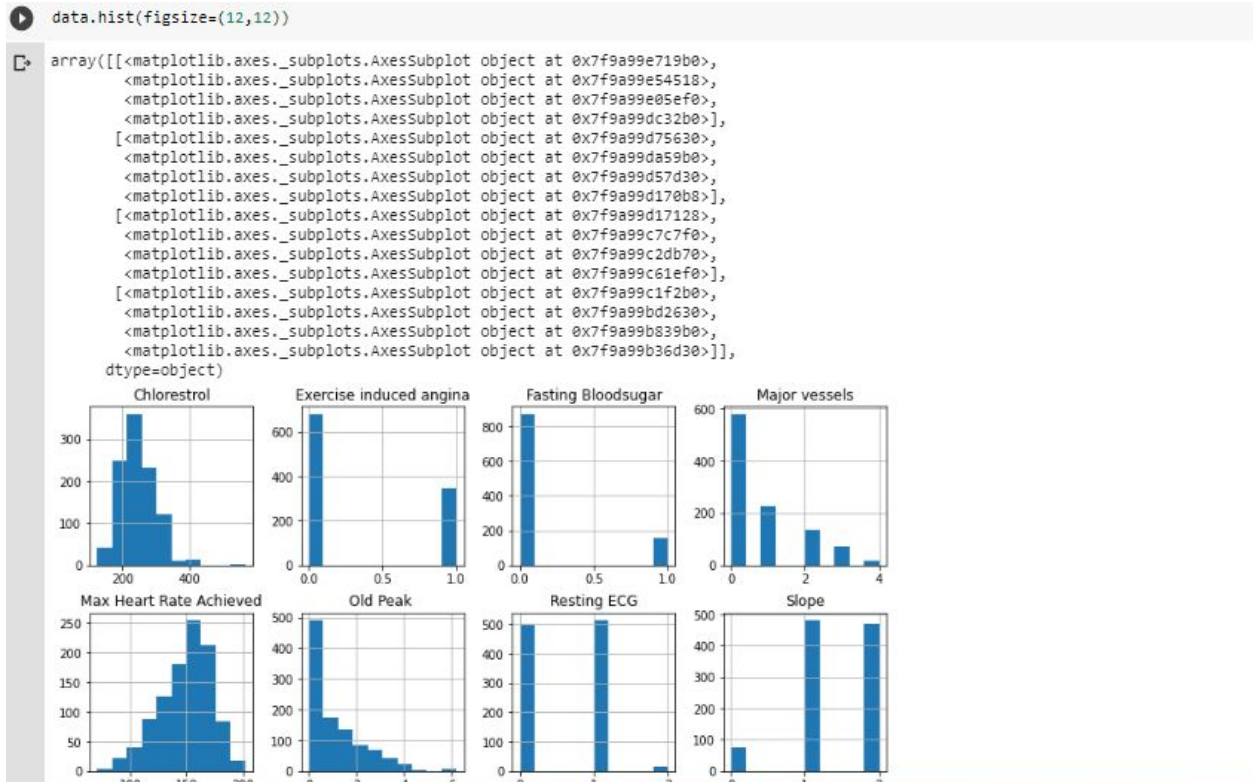 data.hist(figsize=(12,12))
array([[<matplotlib.axes._subplots.AxesSubplot object at 0x7f9a99e719b0>,
<matplotlib.axes._subplots.AxesSubplot object at 0x7f9a99e54518>,
<matplotlib.axes._subplots.AxesSubplot object at 0x7f9a99e05ef0>,
<matplotlib.axes._subplots.AxesSubplot object at 0x7f9a99dc32b0>],
[<matplotlib.axes._subplots.AxesSubplot object at 0x7f9a99d75630>,
<matplotlib.axes._subplots.AxesSubplot object at 0x7f9a99da59b0>,
<matplotlib.axes._subplots.AxesSubplot object at 0x7f9a99d57d30>,
<matplotlib.axes._subplots.AxesSubplot object at 0x7f9a99d170b8>],
[<matplotlib.axes._subplots.AxesSubplot object at 0x7f9a99d17128>,
<matplotlib.axes._subplots.AxesSubplot object at 0x7f9a99c7c7f0>,
<matplotlib.axes._subplots.AxesSubplot object at 0x7f9a99c2db70>,
<matplotlib.axes._subplots.AxesSubplot object at 0x7f9a99c61ef0>],
[<matplotlib.axes._subplots.AxesSubplot object at 0x7f9a99c1f2b0>,
<matplotlib.axes._subplots.AxesSubplot object at 0x7f9a99bd2630>,
<matplotlib.axes._subplots.AxesSubplot object at 0x7f9a99b839b0>,
<matplotlib.axes._subplots.AxesSubplot object at 0x7f9a99b36d30>]],
dtype=object)
Chlorestrol Exercise induced angina Fasting Bloodsugar Major vessels
300 200 100 0
600 400 200 0
800 600 400 200 0
600 400 200 0
200 400
0.0 0.5 1.0
0.0 0.5 1.0
0 2 4
Max Heart Rate Achieved Old Peak Resting ECG Slope
250 200 150 100 50 0
500 400 300 200 100 0
500 400 300 200 100 0
500 400 300 200 100 0